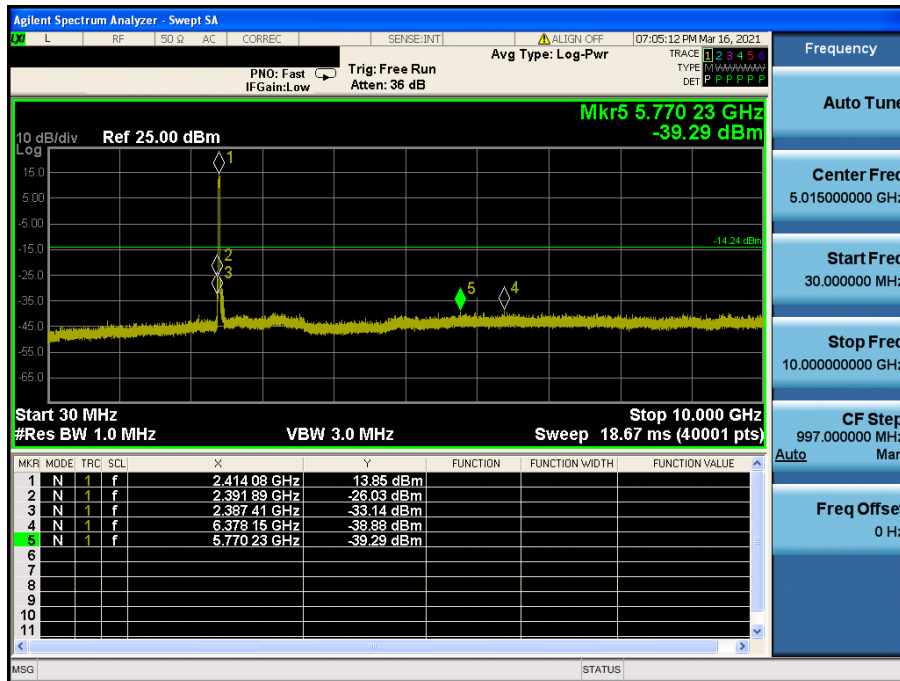 Agilent Spectrum Analyzer - Swept SA
LXI L RF 50 Ω AC CORREC SENSE:INT ALIGN OFF 07:05:12 PM Mar 16, 2021
Avg Type: Log-Pwr
TRACE 1 2 3 4 5 6
TYPE M W W W W W
DET P P P P P P
PNO: Fast
IFGain:Low
Trig: Free Run
Atten: 36 dB
Mkr5 5.770 23 GHz
-39.29 dBm
10 dB/div Ref 25.00 dBm
Log
15.0
5.00
-5.00
-15.0
-25.0
-35.0
-45.0
-55.0
-65.0
1
2
3
4
5
-14.24 dBm
Start 30 MHz Stop 10.000 GHz
#Res BW 1.0 MHz VBW 3.0 MHz Sweep 18.67 ms (40001 pts)
MKR MODE TRC SCL X Y FUNCTION FUNCTION WIDTH FUNCTION VALUE
1 N 1 f 2.414 08 GHz 13.85 dBm
2 N 1 f 2.391 89 GHz -26.03 dBm
3 N 1 f 2.387 41 GHz -33.14 dBm
4 N 1 f 6.378 15 GHz -38.88 dBm
5 N 1 f 5.770 23 GHz -39.29 dBm
6
7
8
9
10
11
MSG STATUS
Frequency
Auto Tune
Center Freq
5.015000000 GHz
Start Freq
30.000000 MHz
Stop Freq
10.000000000 GHz
CF Step
997.000000 MHz
Auto Man
Freq Offset
0 Hz